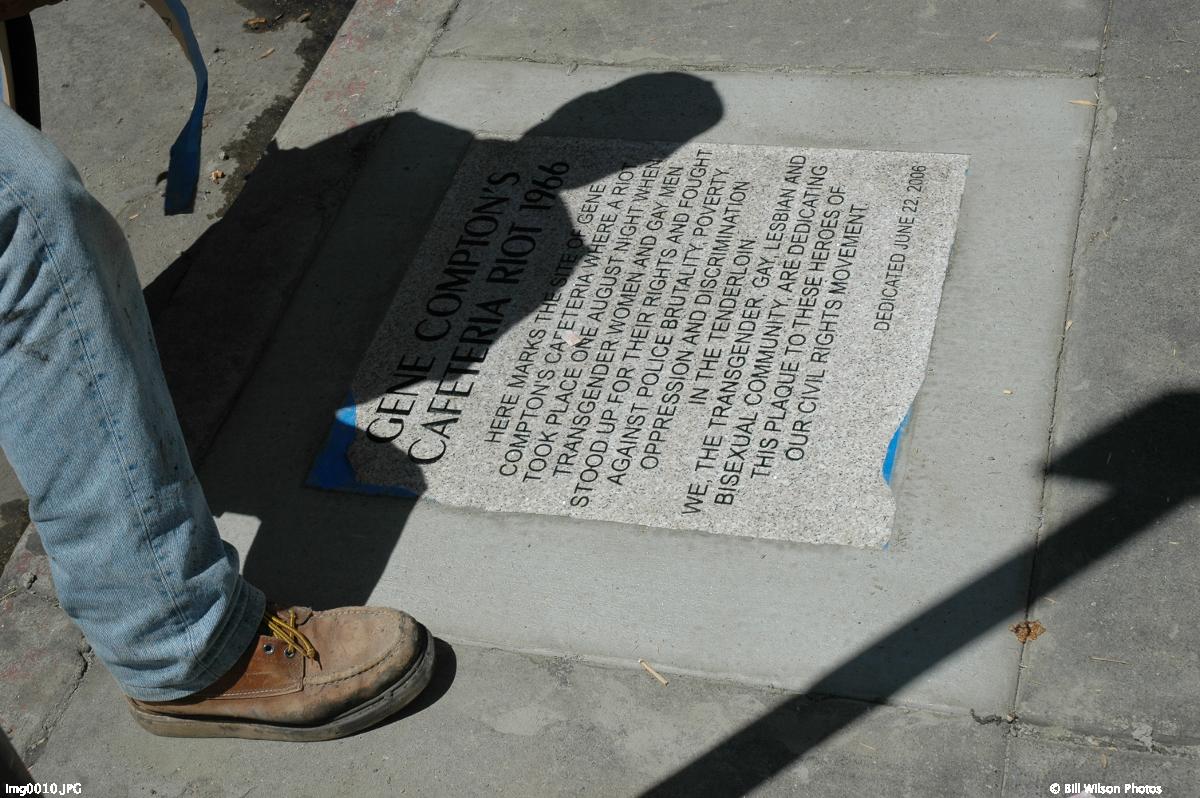 GENE COMPTON'S
CAFETERIA RIOT 1966
HERE MARKS THE SITE OF GENE
COMPTON'S CAFETERIA WHERE A RIOT
TOOK PLACE ONE AUGUST NIGHT WHEN
TRANSGENDER WOMEN AND GAY MEN
STOOD UP FOR THEIR RIGHTS AND FOUGHT
AGAINST POLICE BRUTALITY, POVERTY,
OPPRESSION AND DISCRIMINATION
IN THE TENDERLOIN.
WE, THE TRANSGENDER, GAY, LESBIAN AND
BISEXUAL COMMUNITY, ARE DEDICATING
THIS PLAQUE TO THESE HEROES OF
OUR CIVIL RIGHTS MOVEMENT.
DEDICATED JUNE 22, 2006
Img0010.JPG
© Bill Wilson Photos